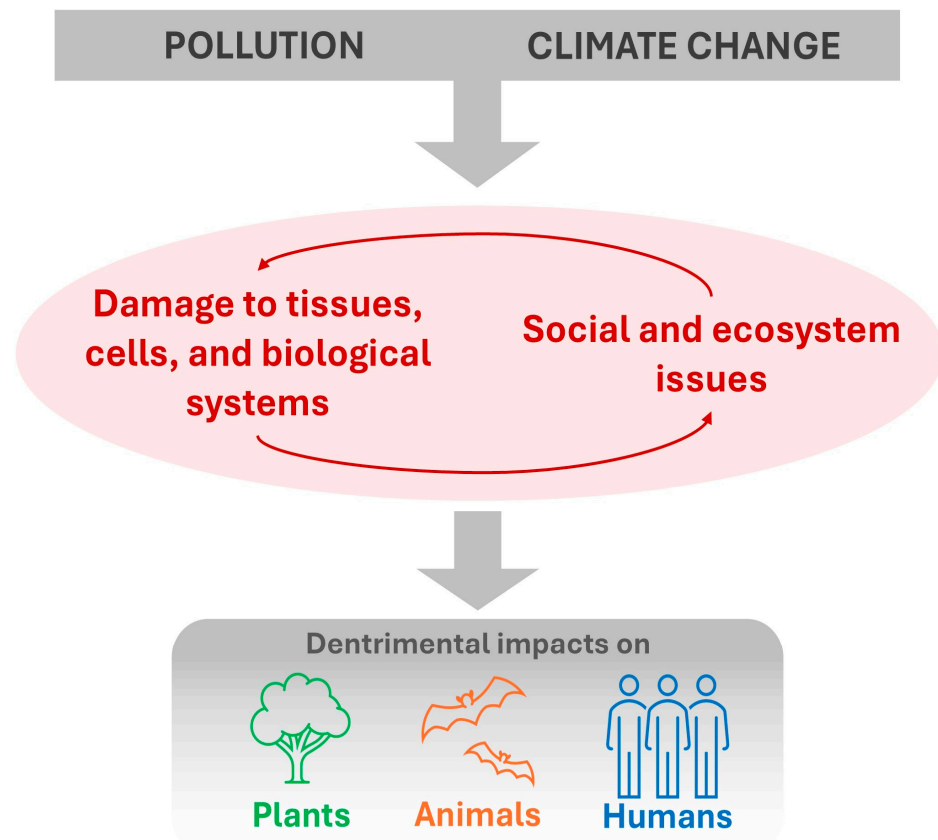 POLLUTION CLIMATE CHANGE
Damage to tissues,
cells, and biological
systems
Social and ecosystem
issues
Dentrimental impacts on
Plants Animals Humans